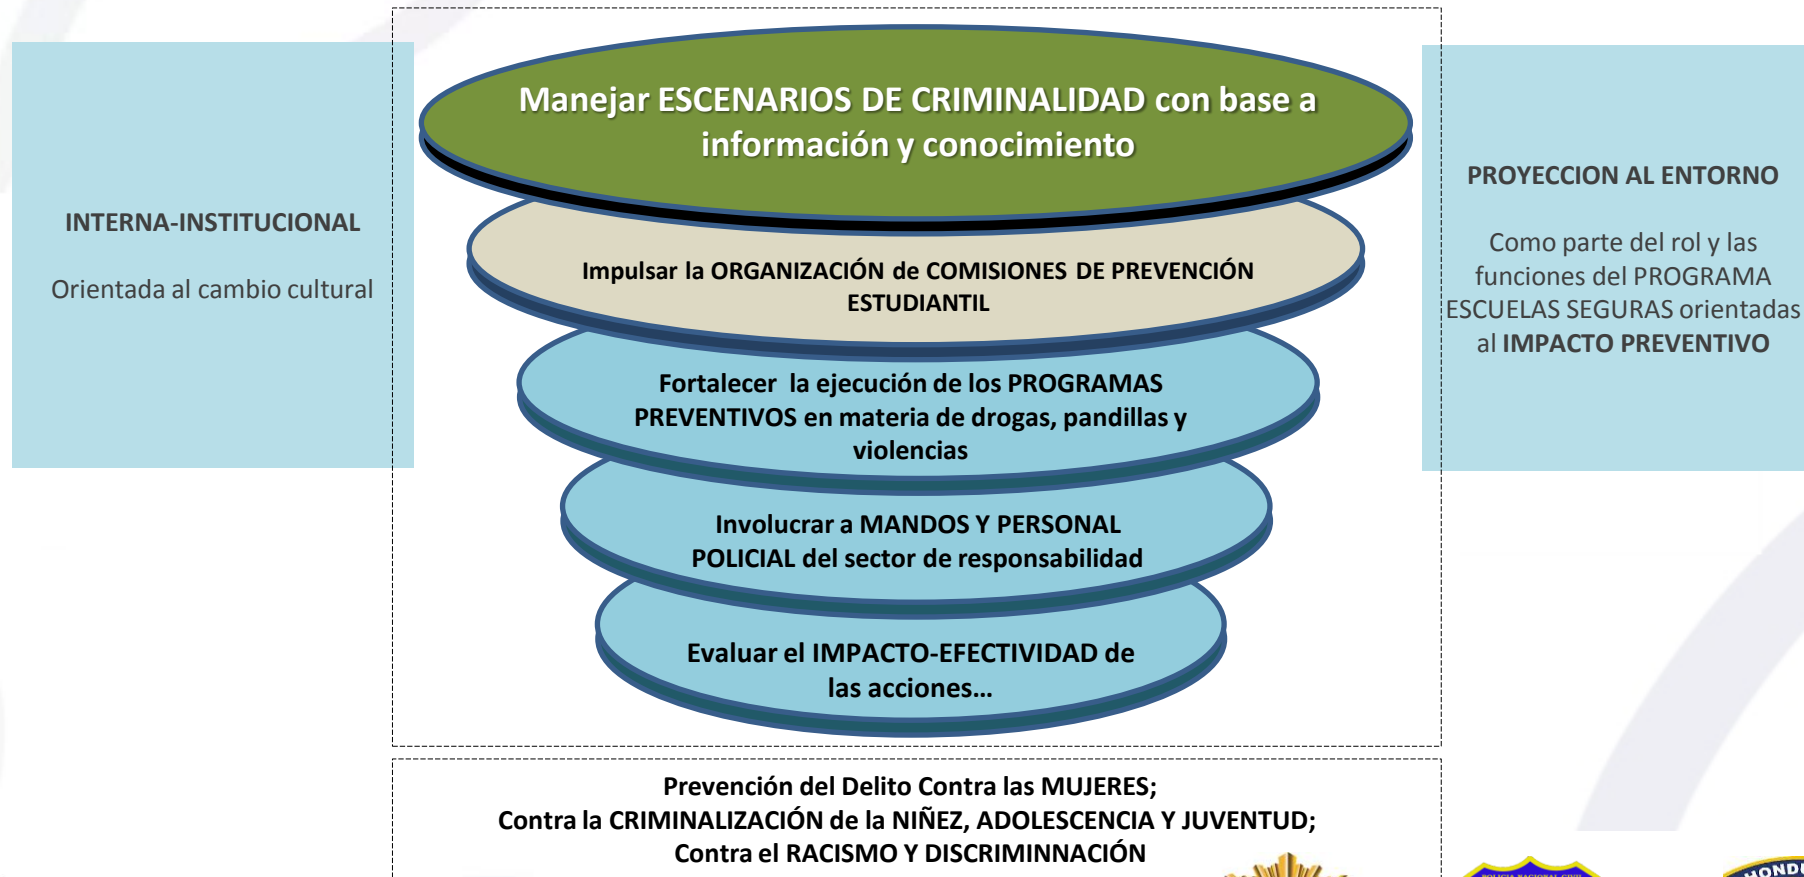 Manejar ESCENARIOS DE CRIMINALIDAD con base a
información y conocimiento
INTERNA-INSTITUCIONAL
Orientada al cambio cultural
Impulsar la ORGANIZACIÓN de COMISIONES DE PREVENCIÓN
ESTUDIANTIL
Fortalecer la ejecución de los PROGRAMAS
PREVENTIVOS en materia de drogas, pandillas y
violencias
Involucrar a MANDOS Y PERSONAL
POLICIAL del sector de responsabilidad
Evaluar el IMPACTO-EFECTIVIDAD de
las acciones...
PROYECCION AL ENTORNO
Como parte del rol y las
funciones del PROGRAMA
ESCUELAS SEGURAS orientadas
al IMPACTO PREVENTIVO
Prevención del Delito Contra las MUJERES;
Contra la CRIMINALIZACIÓN de la NIÑEZ, ADOLESCENCIA Y JUVENTUD;
Contra el RACISMO Y DISCRIMINNACIÓN
POLICIA NACIONAL CIVIL